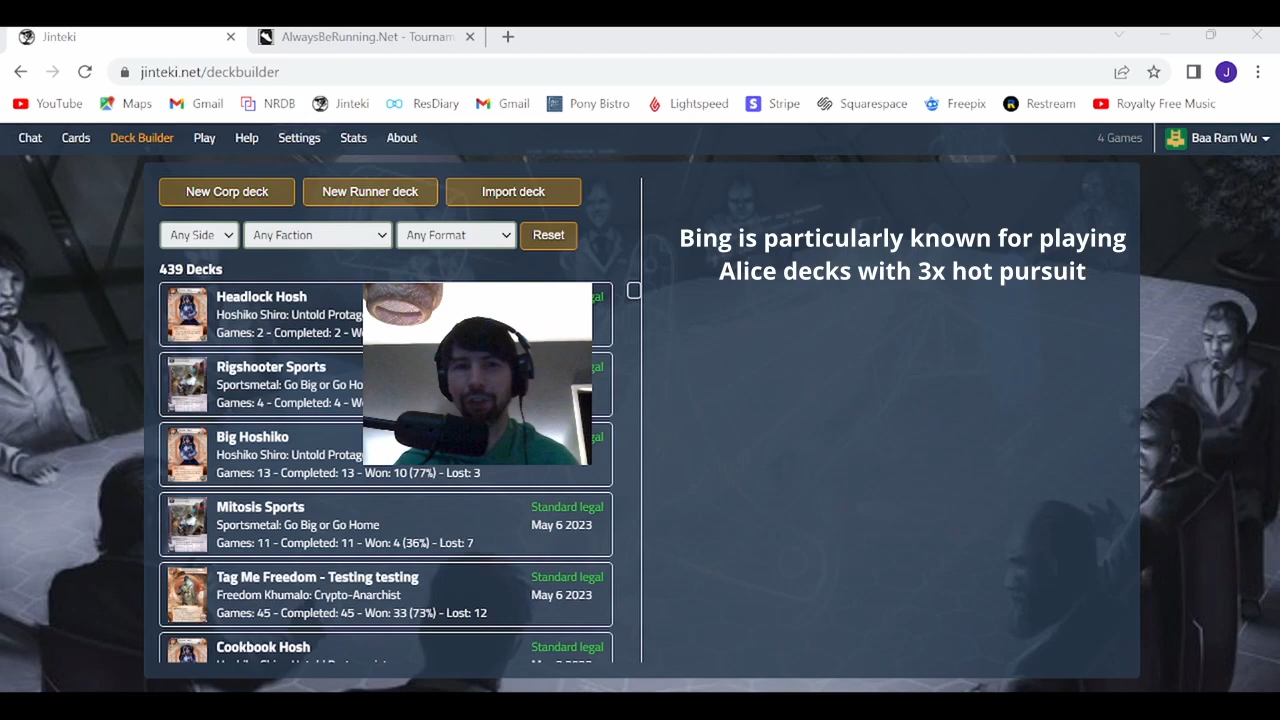 Jinteki
AlwaysBeRunning.Net - Tournam
jinteki.net/deckbuilder
J
YouTube
Maps
Gmail
NRDB
Jinteki
ResDiary
Gmail
Pony Bistro
Lightspeed
Stripe
Squarespace
Freepix
Restream
Royalty Free Music
Chat
Cards
Deck Builder
Play
Help
Settings
Stats
About
4 Games
Baa Ram Wu
New Corp deck
New Runner deck
Import deck
Any Side
Any Faction
Any Format
Reset
439 Decks
Headlock Hosh
Hoshiko Shiro: Untold Protag
Games: 2 - Completed: 2 - W
Rigshooter Sports
Sportsmetal: Go Big or Go Ho
Games: 4 - Completed: 4 - W
Big Hoshiko
Hoshiko Shiro: Untold Protag
Games: 13 - Completed: 13 - Won: 10 (77%) - Lost: 3
Mitosis Sports
Standard legal
Sportsmetal: Go Big or Go Home
May 6 2023
Games: 11 - Completed: 11 - Won: 4 (36%) - Lost: 7
Tag Me Freedom - Testing testing
Standard legal
Freedom Khumalo: Crypto-Anarchist
May 6 2023
Games: 45 - Completed: 45 - Won: 33 (73%) - Lost: 12
Cookbook Hosh
Standard legal
Bing is particularly known for playing
Alice decks with 3x hot pursuit